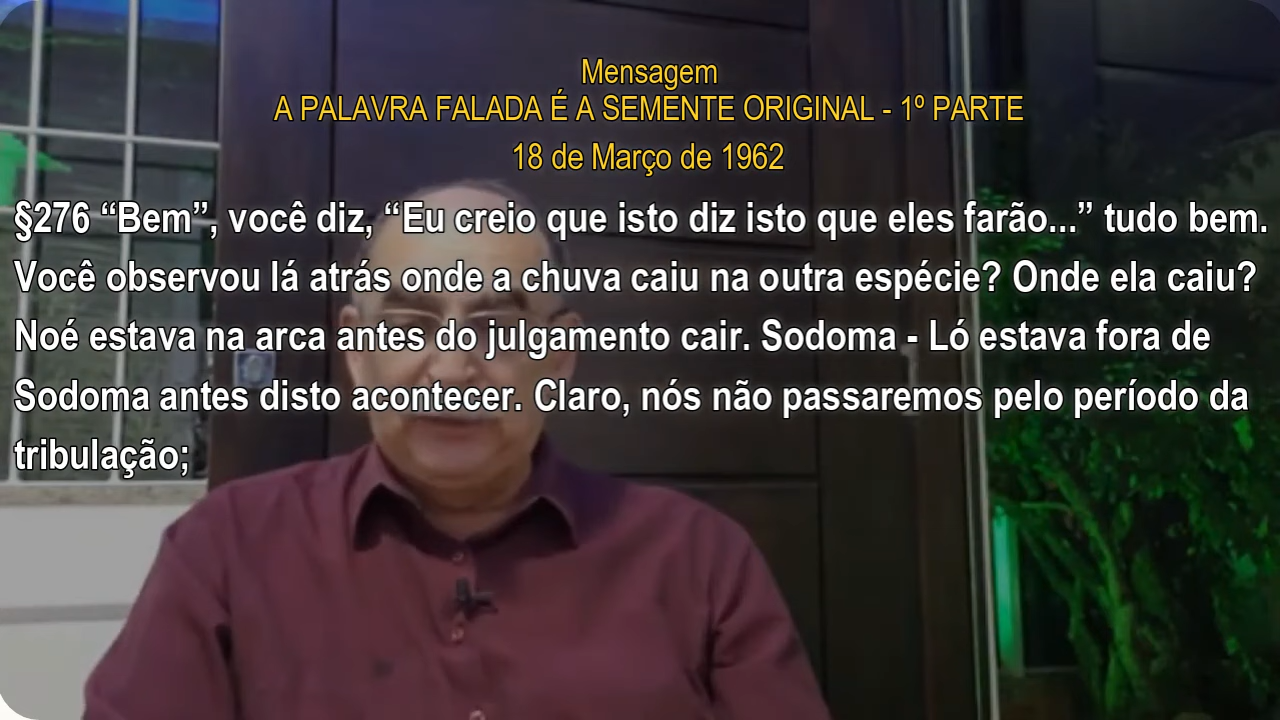 Mensagem
A PALAVRA FALADA É A SEMENTE ORIGINAL - 1º PARTE
18 de Março de 1962
§276 “Bem”, você diz, “Eu creio que isto diz isto que eles farão...” tudo bem.
Você observou lá atrás onde a chuva caiu na outra espécie? Onde ela caiu?
Noé estava na arca antes do julgamento cair. Sodoma - Ló estava fora de
Sodoma antes disto acontecer. Claro, nós não passaremos pelo período da
tribulação;